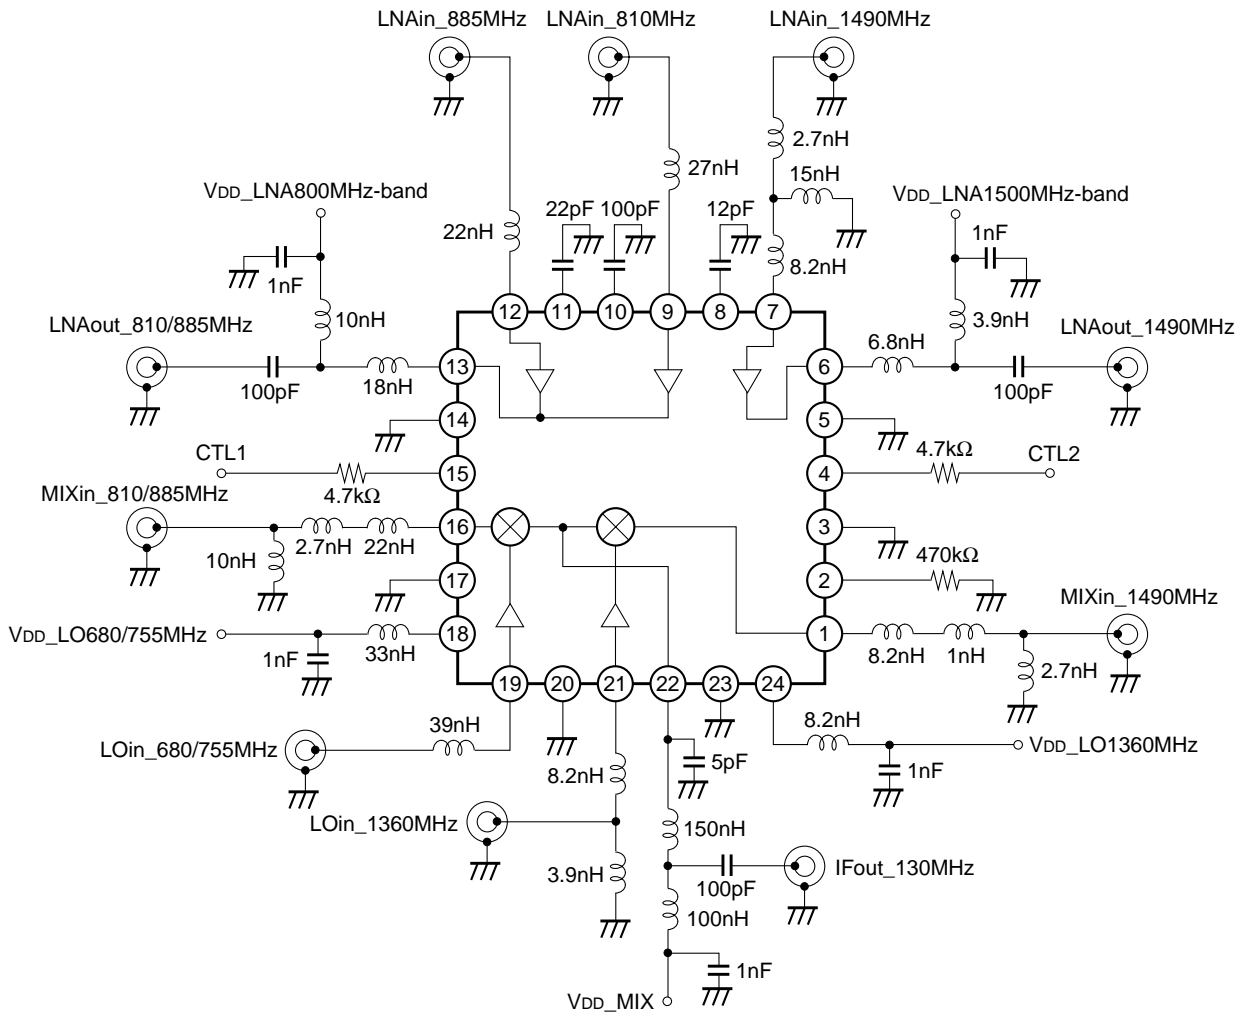 LNAin_885MHz LNAin_810MHz LNAin_1490MHz
2.7nH
27nH
15nH
VDD_LNA800MHz-band
VDD_LNA1500MHz-band
22pF 100pF 12pF
22nH
1nF
1nF
8.2nH
12 11 10 9 8 7
10nH
3.9nH
LNAout_810/885MHz
LNAout_1490MHz
6.8nH
13
6
18nH
100pF
100pF
14
5
CTL1
4.7kΩ
CTL2
15
4
4.7kΩ
MIXin_810/885MHz
16
3
2.7nH 22nH
10nH
470kΩ
17
2
MIXin_1490MHz
VDD_LO680/755MHz
18
1
1nF
33nH
8.2nH 1nH
2.7nH
19 20 21 22 23 24
39nH
8.2nH
LOin_680/755MHz
VDD_LO1360MHz
5pF
8.2nH
1nF
LOin_1360MHz
150nH
3.9nH
IFout_130MHz
100pF
100nH
1nF
VDD_MIX